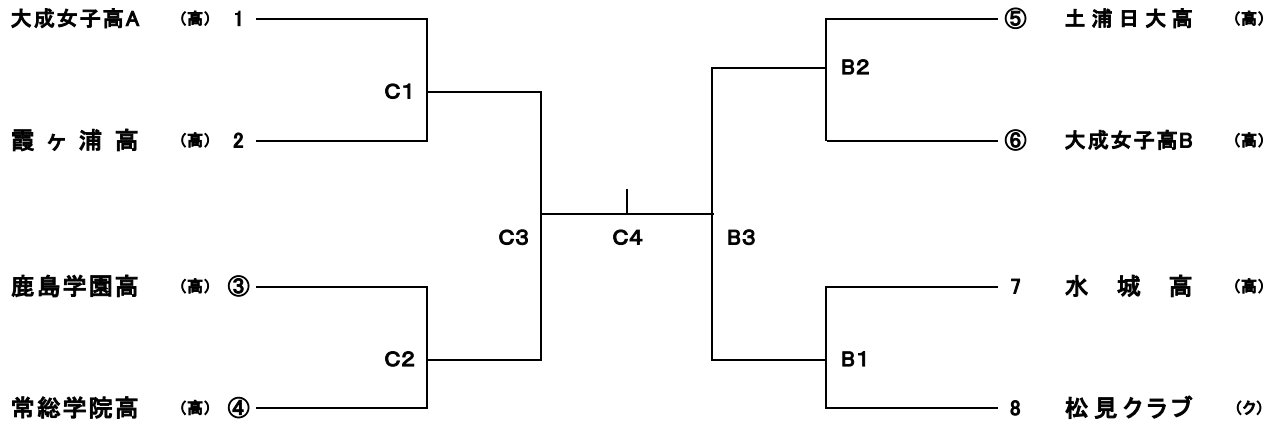 大成女子高A (高) 1
C1
霞ヶ浦高 (高) 2
C3
鹿島学園高 (高) ③
C2
常総学院高 (高) ④
C4
⑤ 土浦日大高 (高)
B2
⑥ 大成女子高B (高)
B3
7 水城高 (高)
B1
8 松見クラブ (ク)